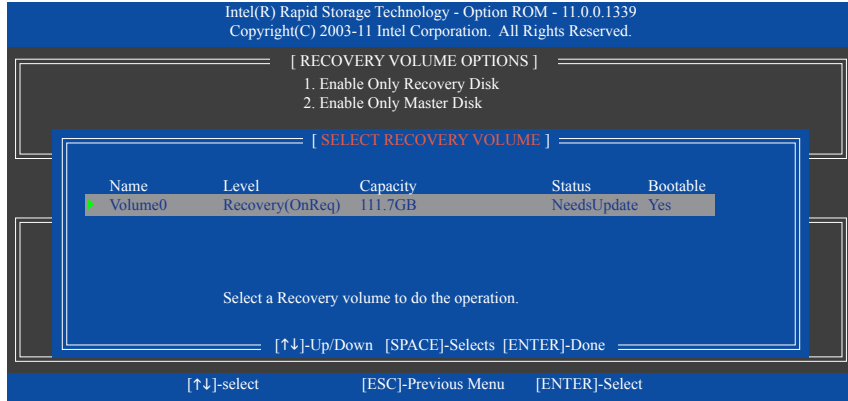 Intel(R) Rapid Storage Technology - Option ROM - 11.0.0.1339
Copyright(C) 2003-11 Intel Corporation. All Rights Reserved.
[ RECOVERY VOLUME OPTIONS ]
1. Enable Only Recovery Disk
2. Enable Only Master Disk
[ SELECT RECOVERY VOLUME ]
Name Level Capacity Status Bootable
Volume0 Recovery(OnReq) 111.7GB NeedsUpdate Yes
Select a Recovery volume to do the operation.
[↑↓]-Up/Down [SPACE]-Selects [ENTER]-Done
[↑↓]-select [ESC]-Previous Menu [ENTER]-Select